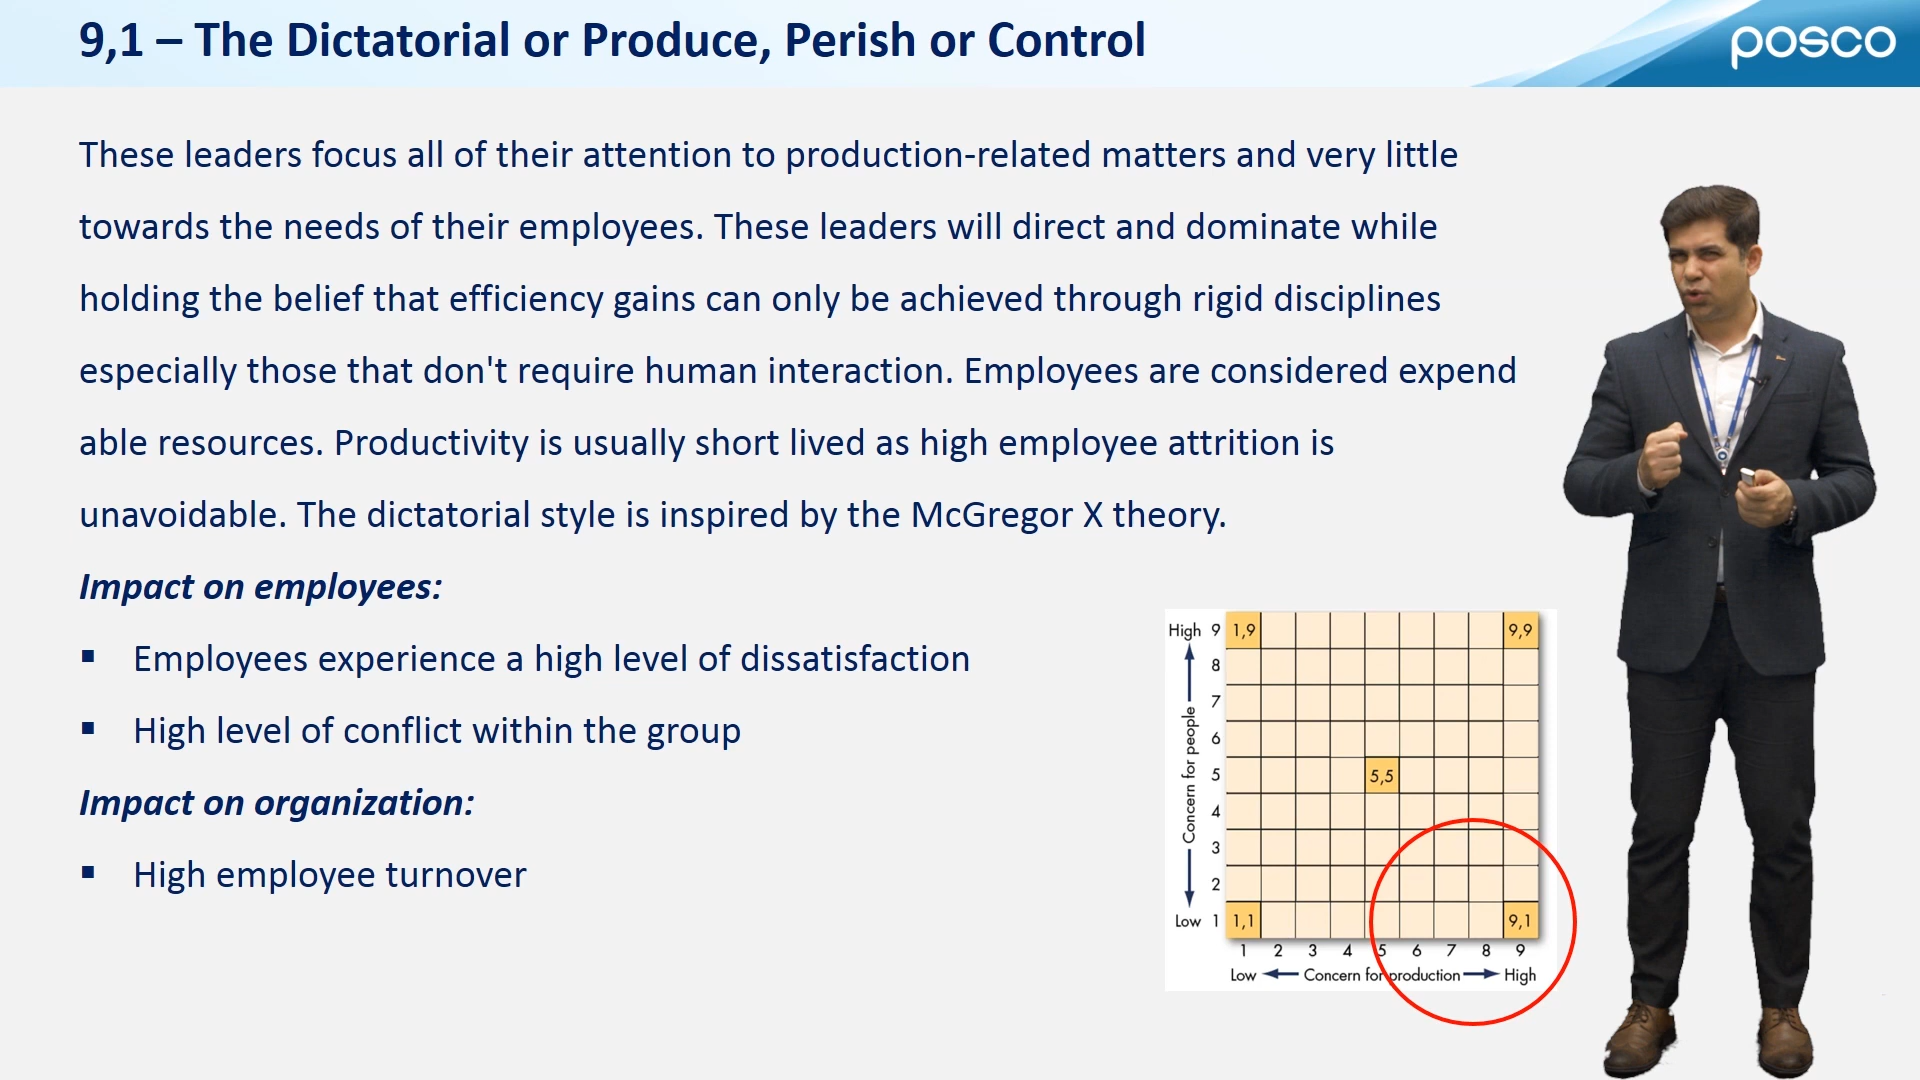 9,1 – The Dictatorial or Produce, Perish or Control
posco
These leaders focus all of their attention to production-related matters and very little
towards the needs of their employees. These leaders will direct and dominate while
holding the belief that efficiency gains can only be achieved through rigid disciplines
especially those that don't require human interaction. Employees are considered expend
able resources. Productivity is usually short lived as high employee attrition is
unavoidable. The dictatorial style is inspired by the McGregor X theory.
Impact on employees:
▪ Employees experience a high level of dissatisfaction
▪ High level of conflict within the group
Impact on organization:
▪ High employee turnover
High 9 1,9 9,9
8
7
6
5 5,5
4
3
2
Low 1 1,1 9,1
Concern for people
1 2 3 4 5 6 7 8 9
Low Concern for production High